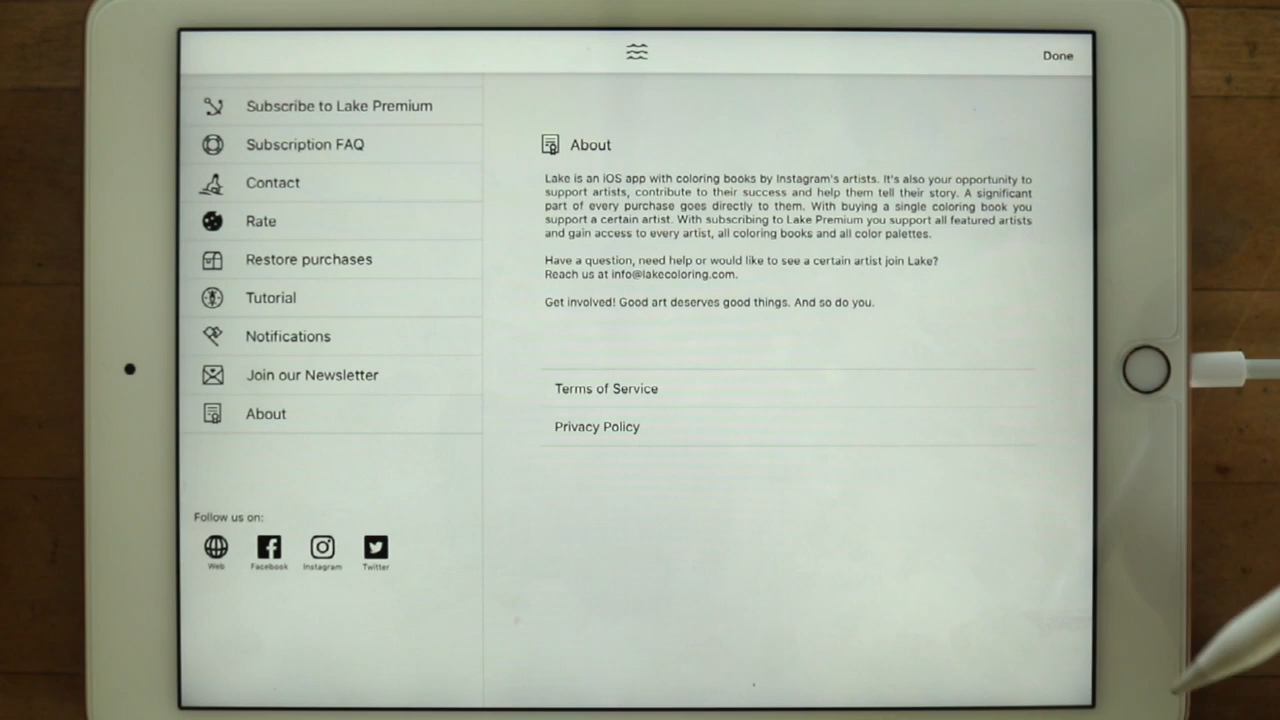 Done
Subscribe to Lake Premium
Subscription FAQ
Contact
Rate
Restore purchases
Tutorial
Notifications
Join our Newsletter
About
Follow us on:
Web Facebook Instagram Twitter
About
Lake is an iOS app with coloring books by Instagram's artists. It's also your opportunity to
support artists, contribute to their success and help them tell their story. A significant
part of every purchase goes directly to them. With buying a single coloring book you
support a certain artist. With subscribing to Lake Premium you support all featured artists
and gain access to every artist, all coloring books and all color palettes.
Have a question, need help or would like to see a certain artist join Lake?
Reach us at info@lakecoloring.com.
Get involved! Good art deserves good things. And so do you.
Terms of Service
Privacy Policy